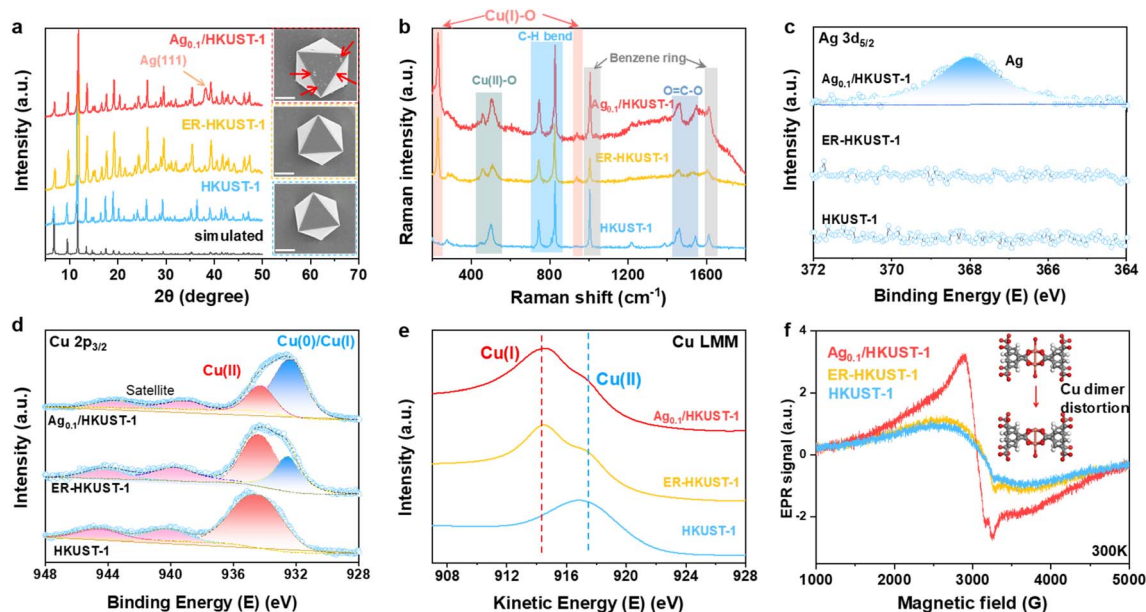 a
Ag0.1/HKUST-1
Ag(111)
ER-HKUST-1
HKUST-1
simulated
Intensity (a.u.)
5 10 20 30 40 50 60 70
2θ (degree)
b
Cu(I)-O
C-H bend
Cu(II)-O
Benzene ring
O=C-O
Ag0.1/HKUST-1
ER-HKUST-1
HKUST-1
Raman intensity (a.u.)
400 800 1200 1600
Raman shift (cm-1)
c
Ag 3d5/2
Ag
Ag0.1/HKUST-1
ER-HKUST-1
HKUST-1
Intensity (a.u.)
372 370 368 366 364
Binding Energy (E) (eV)
d
Cu 2p3/2
Cu(0)/Cu(I)
Cu(II)
Satellite
Ag0.1/HKUST-1
ER-HKUST-1
HKUST-1
Intensity (a.u.)
948 944 940 936 932 928
Binding Energy (E) (eV)
e
Cu LMM
Cu(I)
Cu(II)
Ag0.1/HKUST-1
ER-HKUST-1
HKUST-1
Intensity (a.u.)
908 912 916 920 924 928
Kinetic Energy (E) (eV)
f
Ag0.1/HKUST-1
ER-HKUST-1
HKUST-1
Cu dimer
distortion
300K
EPR signal (a.u.)
4
2
0
-2
1000 2000 3000 4000 5000
Magnetic field (G)